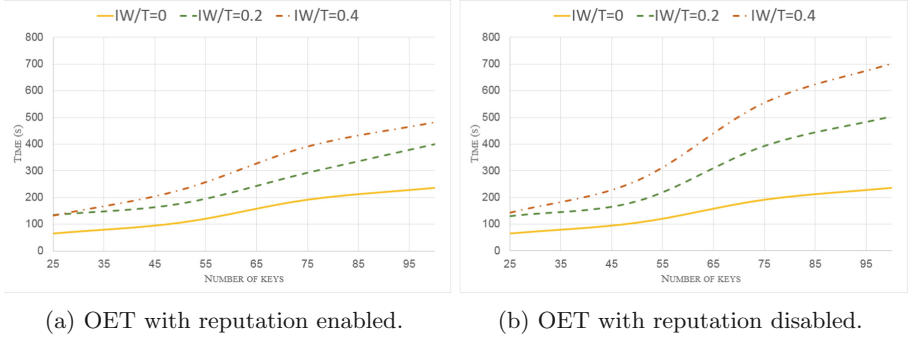 IW/T=0 IW/T=0.2 IW/T=0.4
800
700
600
500
400
300
200
100
0
TIME (S)
25 35 45 55 65 75 85 95
NUMBER OF KEYS
(a) OET with reputation enabled.
IW/T=0 IW/T=0.2 IW/T=0.4
800
700
600
500
400
300
200
100
0
TIME (S)
25 35 45 55 65 75 85 95
NUMBER OF KEYS
(b) OET with reputation disabled.